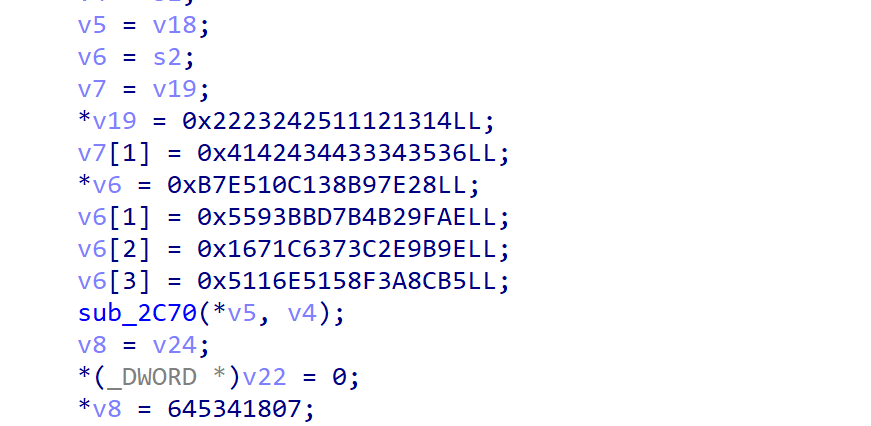 v5 = v18;
v6 = s2;
v7 = v19;
*v19 = 0x2223242511121314LL;
v7[1] = 0x4142434433343536LL;
*v6 = 0xB7E510C138B97E28LL;
v6[1] = 0x5593BBD7B4B29FAELL;
v6[2] = 0x1671C6373C2E9B9ELL;
v6[3] = 0x5116E5158F3A8CB5LL;
sub_2C70(*v5, v4);
v8 = v24;
*(_DWORD *)v22 = 0;
*v8 = 645341807;